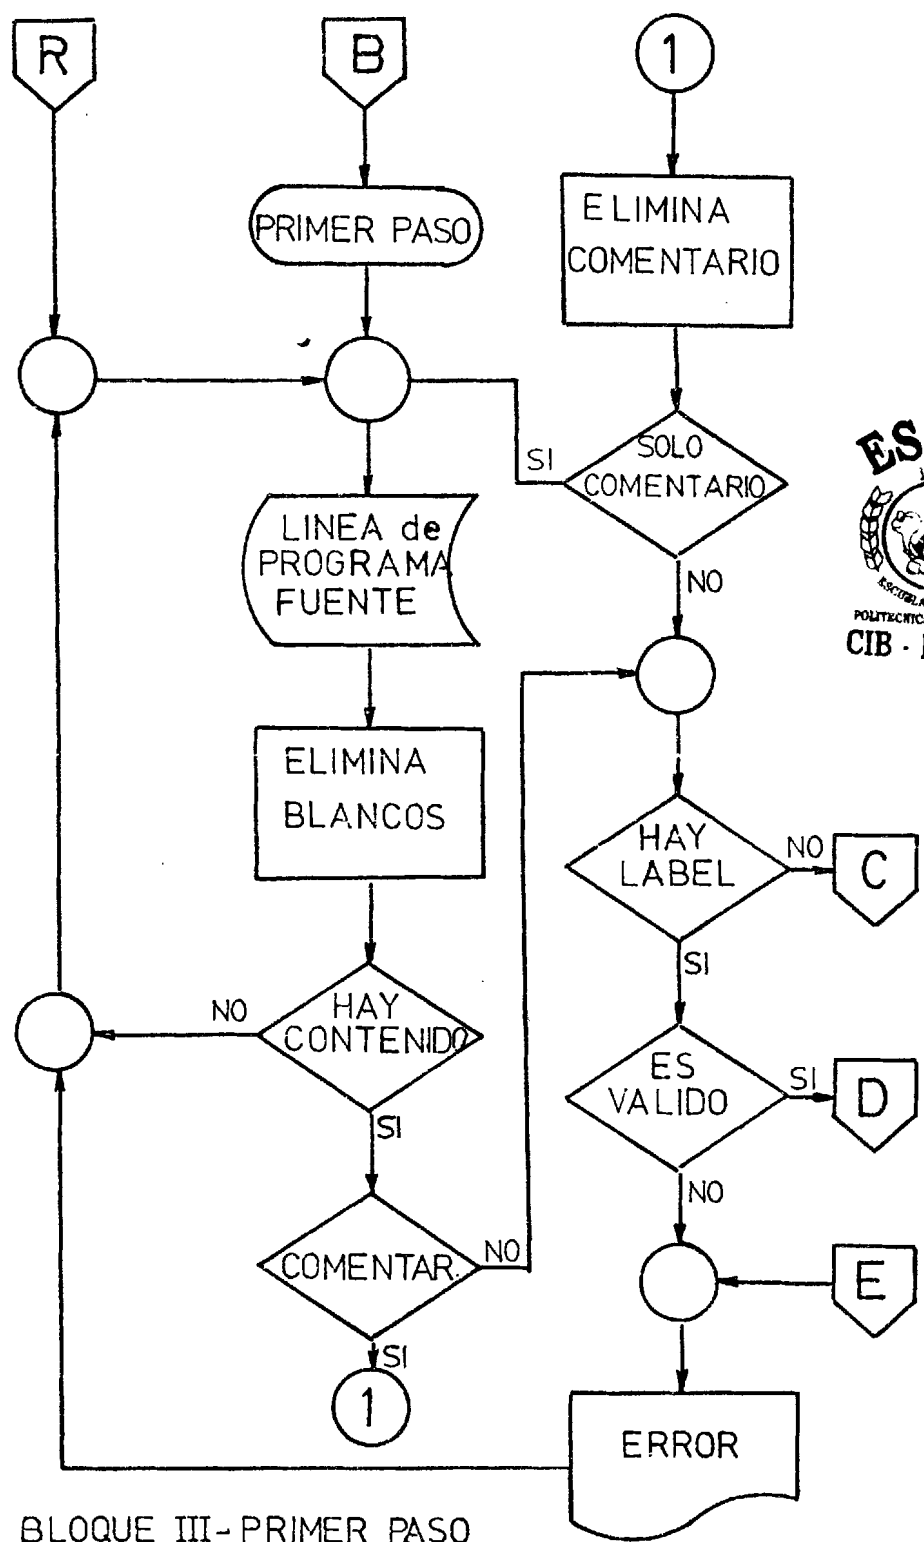 R
B
1
PRIMER PASO
ELIMINA
COMENTARIO
SOLO
COMENTARIO
SI
NO
LINEA de
PROGRAMA
FUENTE
ELIMINA
BLANCOS
HAY
CONTENIDO
NO
SI
COMENTAR.
NO
SI
1
HAY
LABEL
NO
C
SI
ES
VALIDO
SI
D
NO
E
ERROR
CIB
BLOQUE III-PRIMER PASO